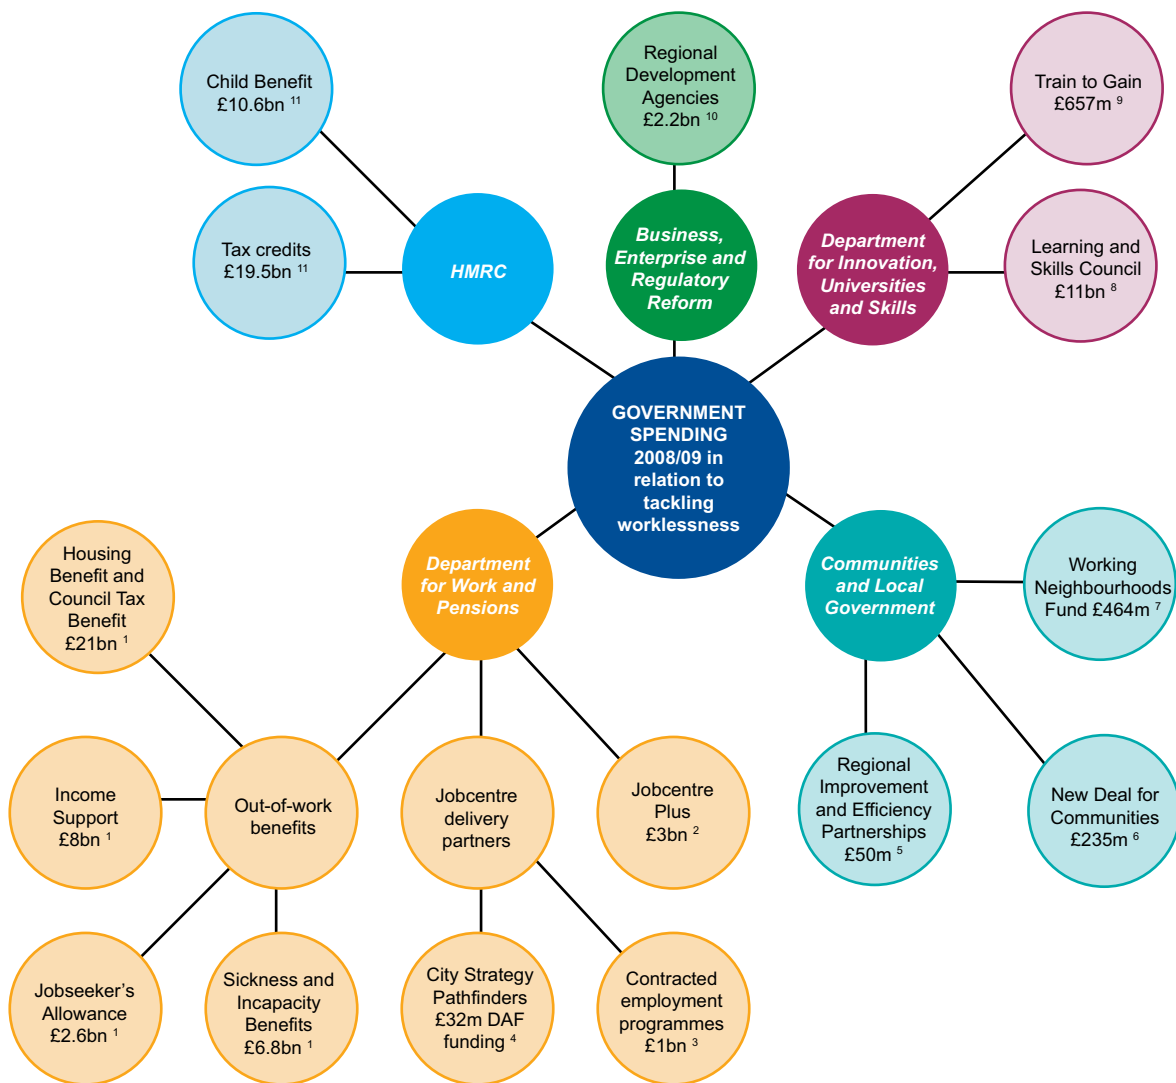 Child Benefit
£10.6bn 11
Regional
Development
Agencies
£2.2bn 10
Train to Gain
£657m 9
Tax credits
£19.5bn 11
HMRC
Business,
Enterprise and
Regulatory
Reform
Department
for Innovation,
Universities
and Skills
Learning and
Skills Council
£11bn 8
GOVERNMENT
SPENDING
2008/09 in
relation to
tackling
worklessness
Housing
Benefit and
Council Tax
Benefit
£21bn 1
Department
for Work and
Pensions
Communities
and Local
Government
Working
Neighbourhoods
Fund £464m 7
Income
Support
£8bn 1
Out-of-work
benefits
Jobcentre
delivery
partners
Jobcentre
Plus
£3bn 2
Regional
Improvement
and Efficiency
Partnerships
£50m 5
New Deal for
Communities
£235m 6
Jobseeker's
Allowance
£2.6bn 1
Sickness and
Incapacity
Benefits
£6.8bn 1
City Strategy
Pathfinders
£32m DAF
funding 4
Contracted
employment
programmes
£1bn 3